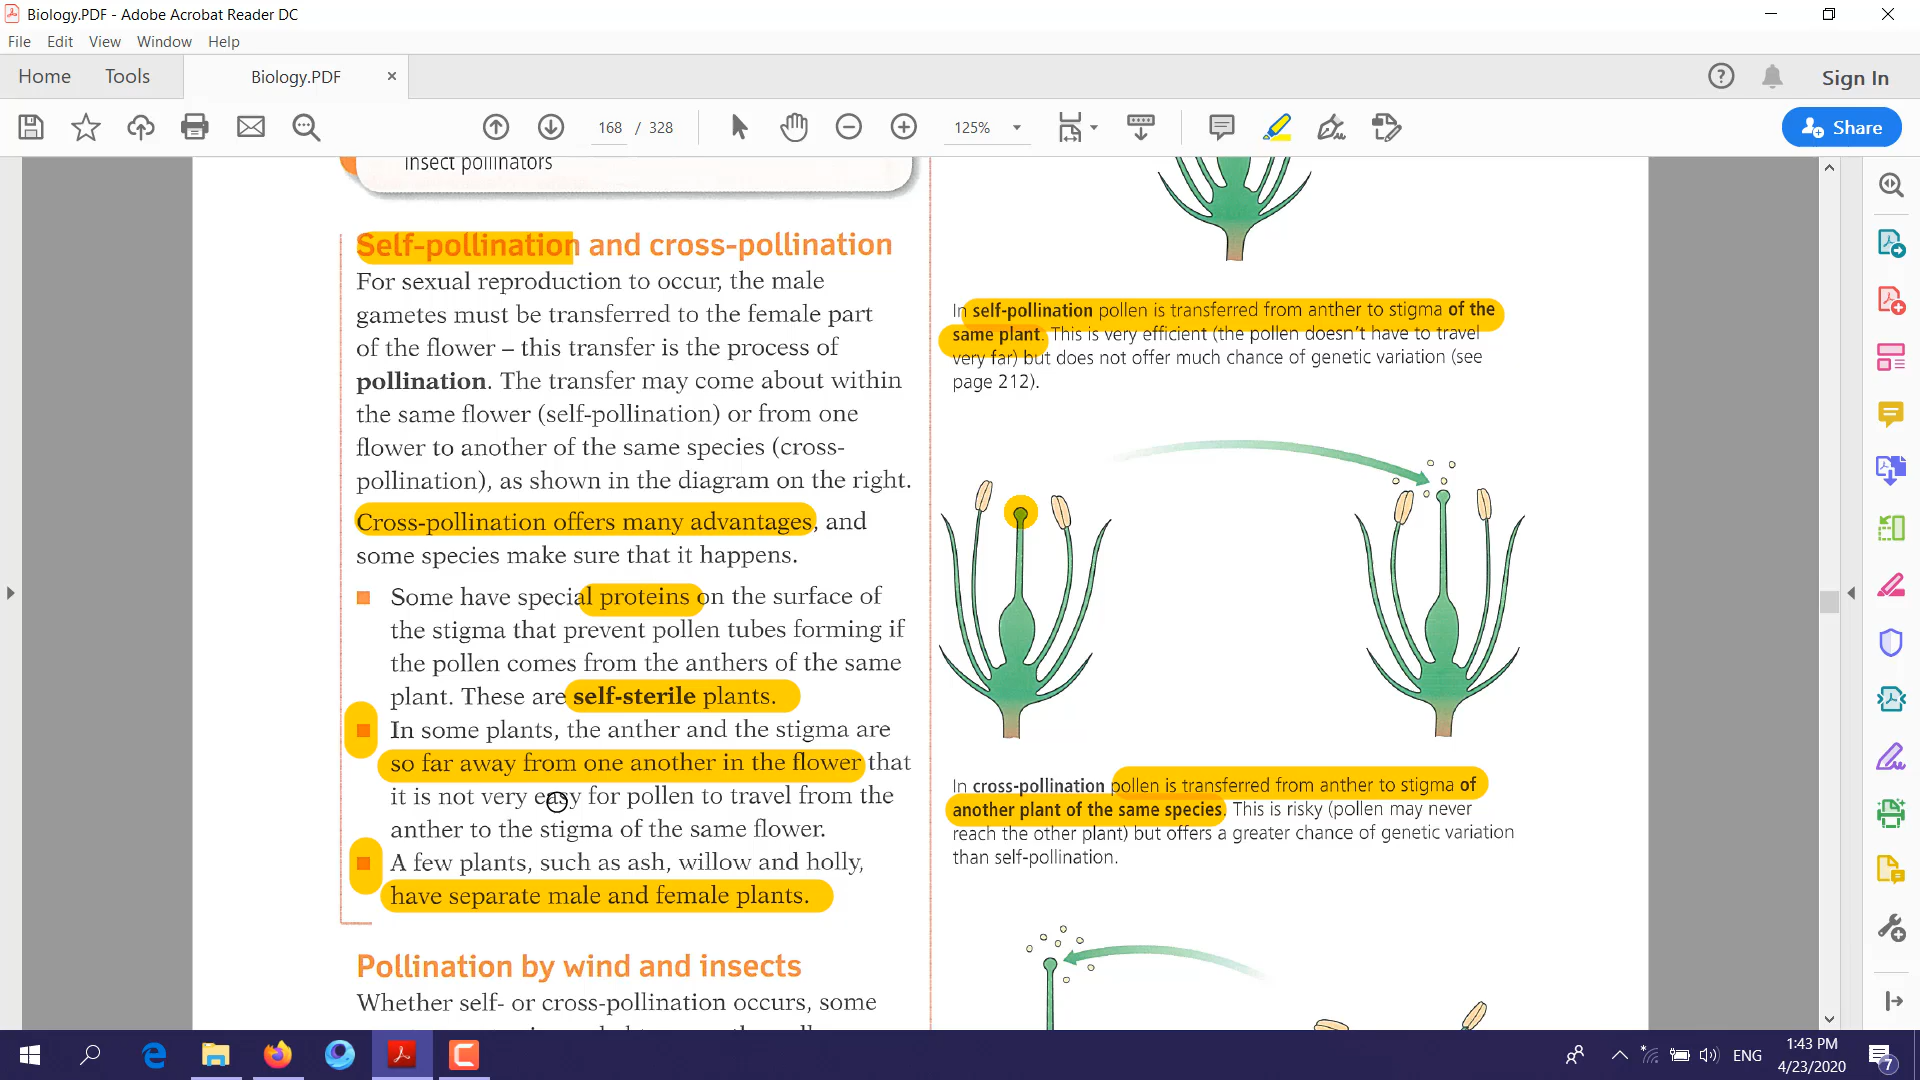 Biology.PDF - Adobe Acrobat Reader DC
File Edit View Window Help
Home Tools Biology.PDF × Sign In
168 / 328 125% Share
insect pollinators
Self-pollination and cross-pollination
For sexual reproduction to occur, the male
gametes must be transferred to the female part
of the flower – this transfer is the process of
pollination. The transfer may come about within
the same flower (self-pollination) or from one
flower to another of the same species (cross-
pollination), as shown in the diagram on the right.
Cross-pollination offers many advantages, and
some species make sure that it happens.
Some have special proteins on the surface of
the stigma that prevent pollen tubes forming if
the pollen comes from the anthers of the same
plant. These are self-sterile plants.
In some plants, the anther and the stigma are
so far away from one another in the flower that
it is not very easy for pollen to travel from the
anther to the stigma of the same flower.
A few plants, such as ash, willow and holly,
have separate male and female plants.
Pollination by wind and insects
Whether self- or cross-pollination occurs, some
In self-pollination pollen is transferred from anther to stigma of the
same plant. This is very efficient (the pollen doesn't have to travel
very far) but does not offer much chance of genetic variation (see
page 212).
In cross-pollination pollen is transferred from anther to stigma of
another plant of the same species. This is risky (pollen may never
reach the other plant) but offers a greater chance of genetic variation
than self-pollination.
ENG
1:43 PM
4/23/2020
7